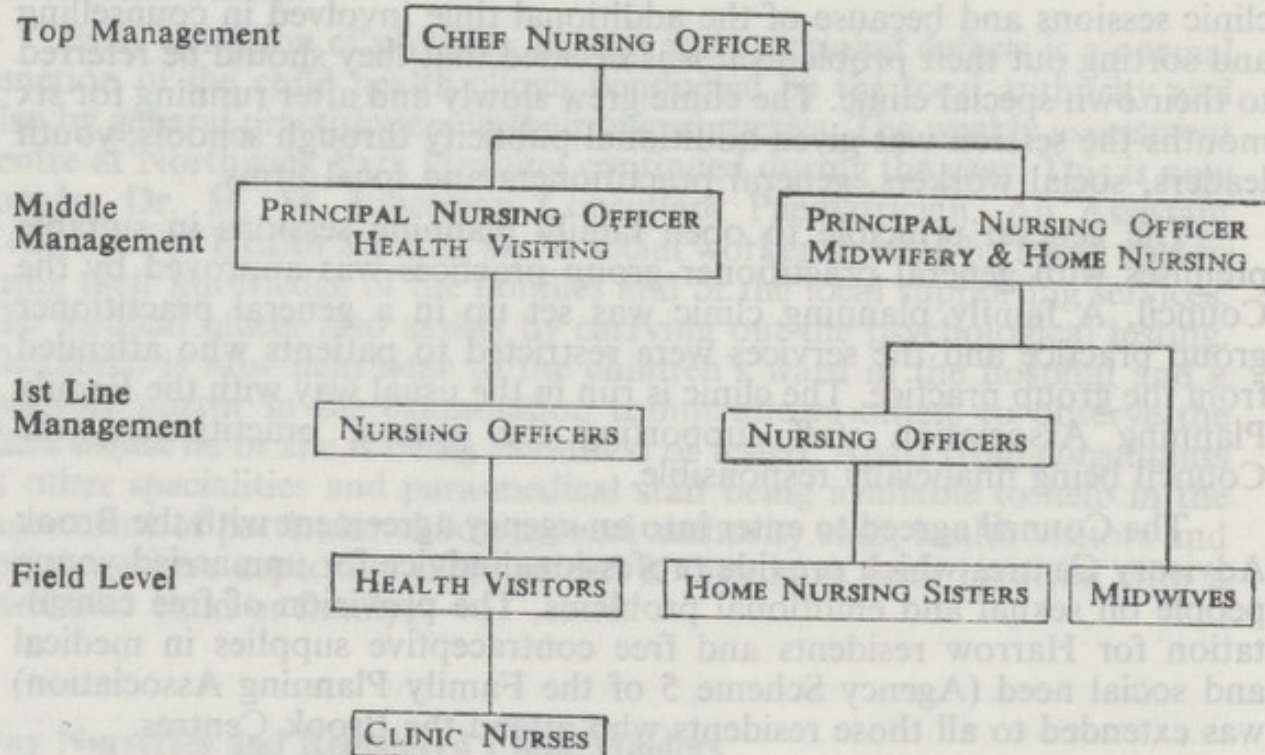 Top Management
CHIEF NURSING OFFICER
Middle
Management
PRINCIPAL NURSING OFFICER
HEALTH VISITING
PRINCIPAL NURSING OFFICER
MIDWIFERY & HOME NURSING
1st Line
Management
NURSING OFFICERS
NURSING OFFICERS
Field Level
HEALTH VISITORS
HOME NURSING SISTERS
MIDWIVES
CLINIC NURSES